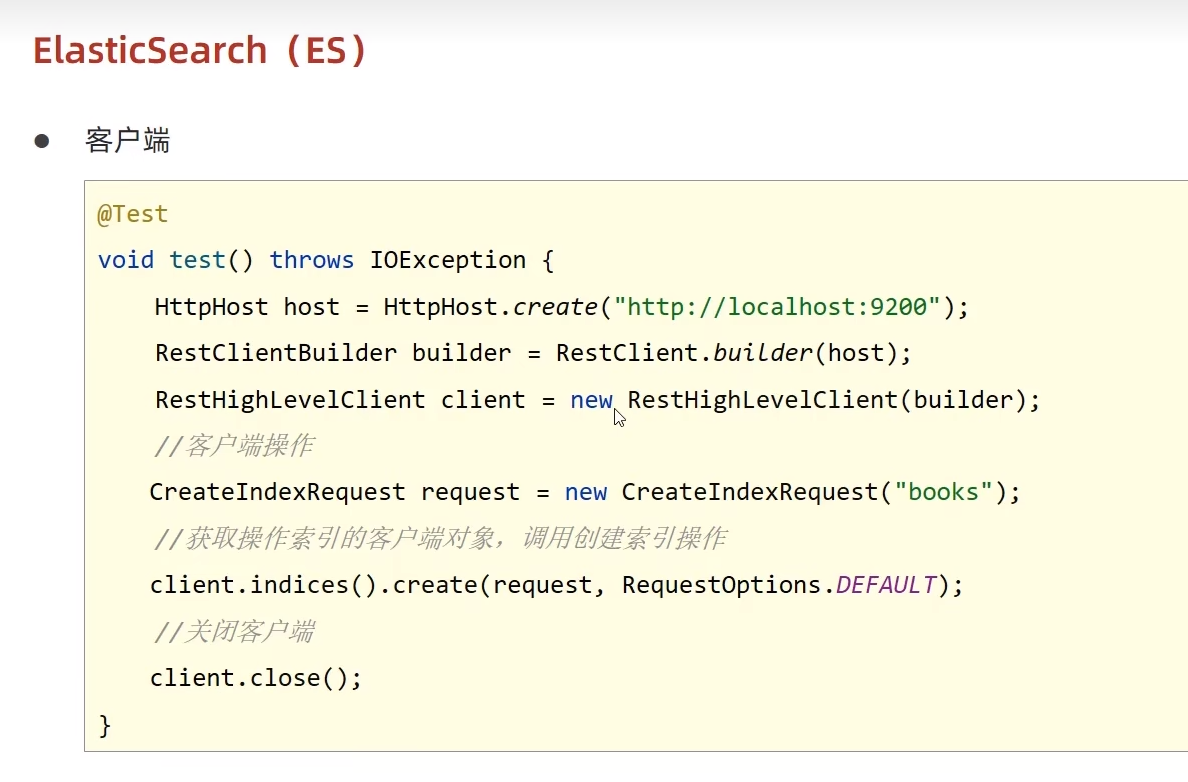 ElasticSearch（ES）
● 客户端
@Test
void test() throws IOException {
HttpHost host = HttpHost.create("http://localhost:9200");
RestClientBuilder builder = RestClient.builder(host);
RestHighLevelClient client = new RestHighLevelClient(builder);
//客户端操作
CreateIndexRequest request = new CreateIndexRequest("books");
//获取操作索引的客户端对象，调用创建索引操作
client.indices().create(request, RequestOptions.DEFAULT);
//关闭客户端
client.close();
}